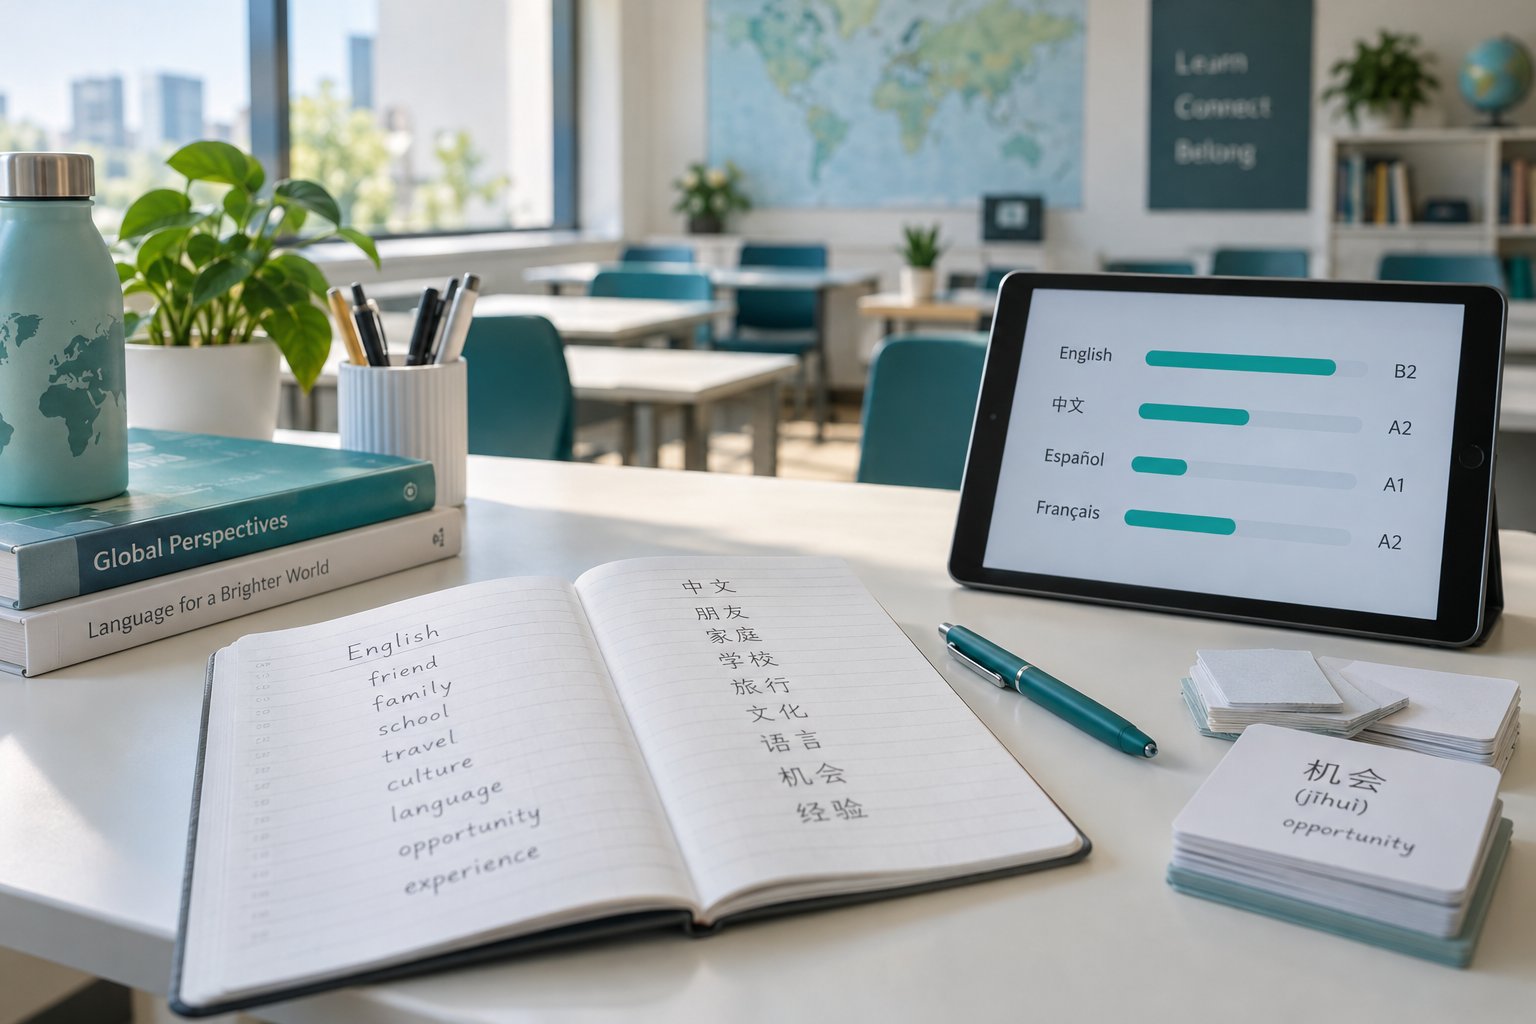 Learn
Connect
Belong
English
B2
中文
A2
Español
A1
Français
A2
Global Perspectives
Language for a Brighter World
English
friend
family
school
travel
culture
language
opportunity
experience
中文
朋友
家庭
学校
旅行
文化
语言
机会
经验
机会
(jīhuì)
opportunity